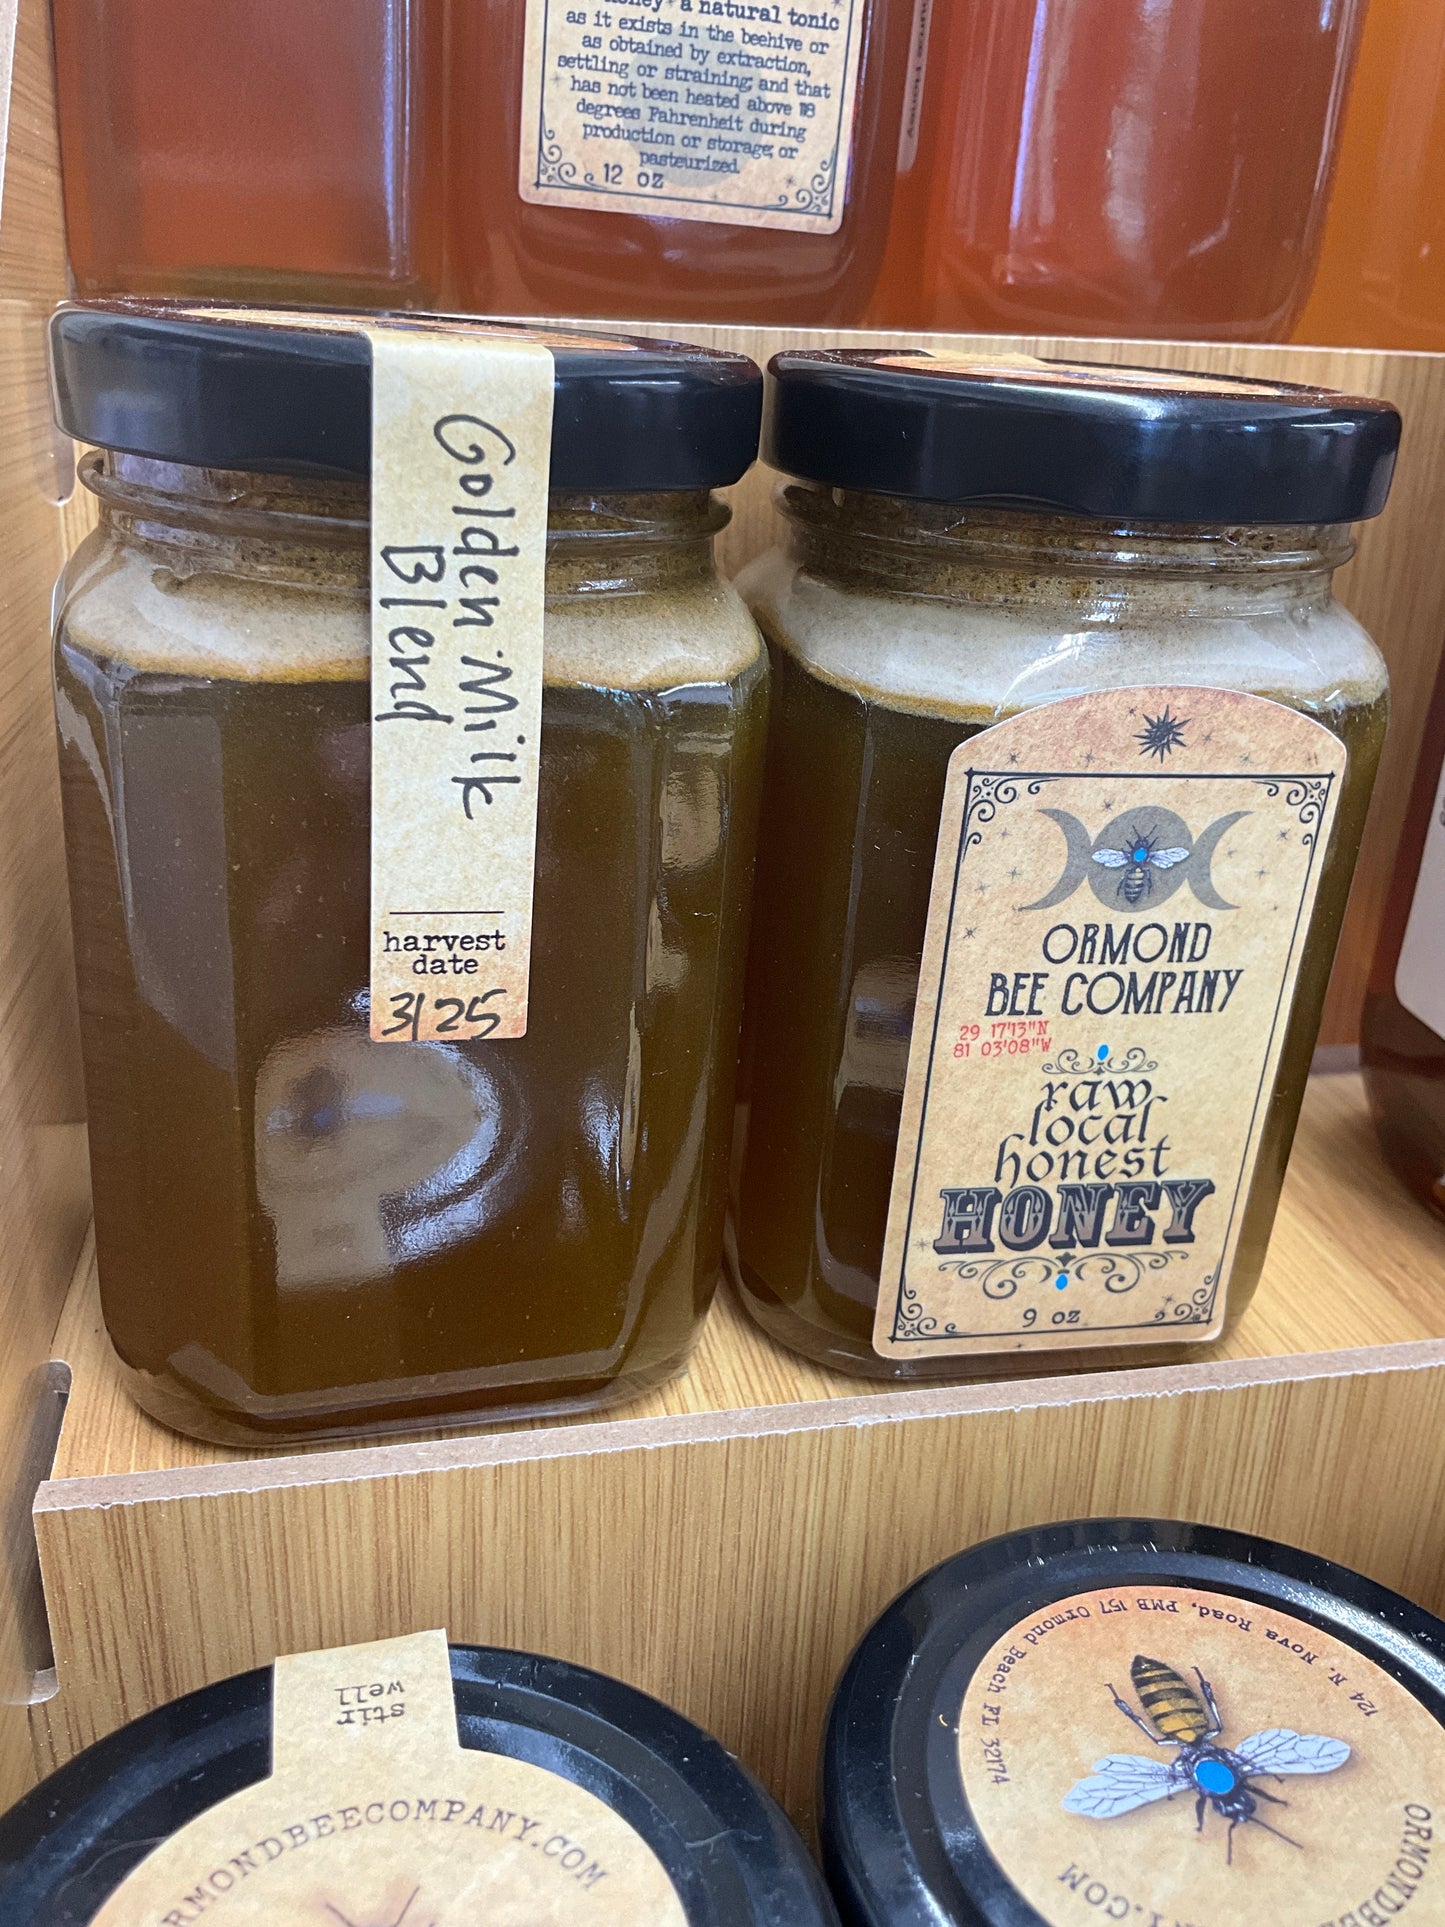 a natural tonic
as it exists in the beehive or
as obtained by extraction,
settling or straining; and that
has not been heated above 118
degrees Fahrenheit during
production or storage; or
pasteurized.
12 oz
Golden Milk
Blend
harvest
date
3/25
ORMOND
BEE COMPANY
29 17'13"N
81 03'08"W
raw
local
honest
HONEY
9 oz
stir
well
RMONDBEECOMPANY.COM
124 N. Nova Road, PMB 157 Ormond Beach FL 32174